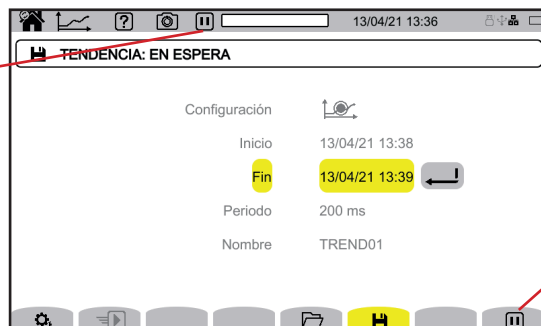 13/04/21 13:36
TENDENCIA: EN ESPERA
Configuración
Inicio 13/04/21 13:38
Fin 13/04/21 13:39
Periodo 200 ms
Nombre TREND01